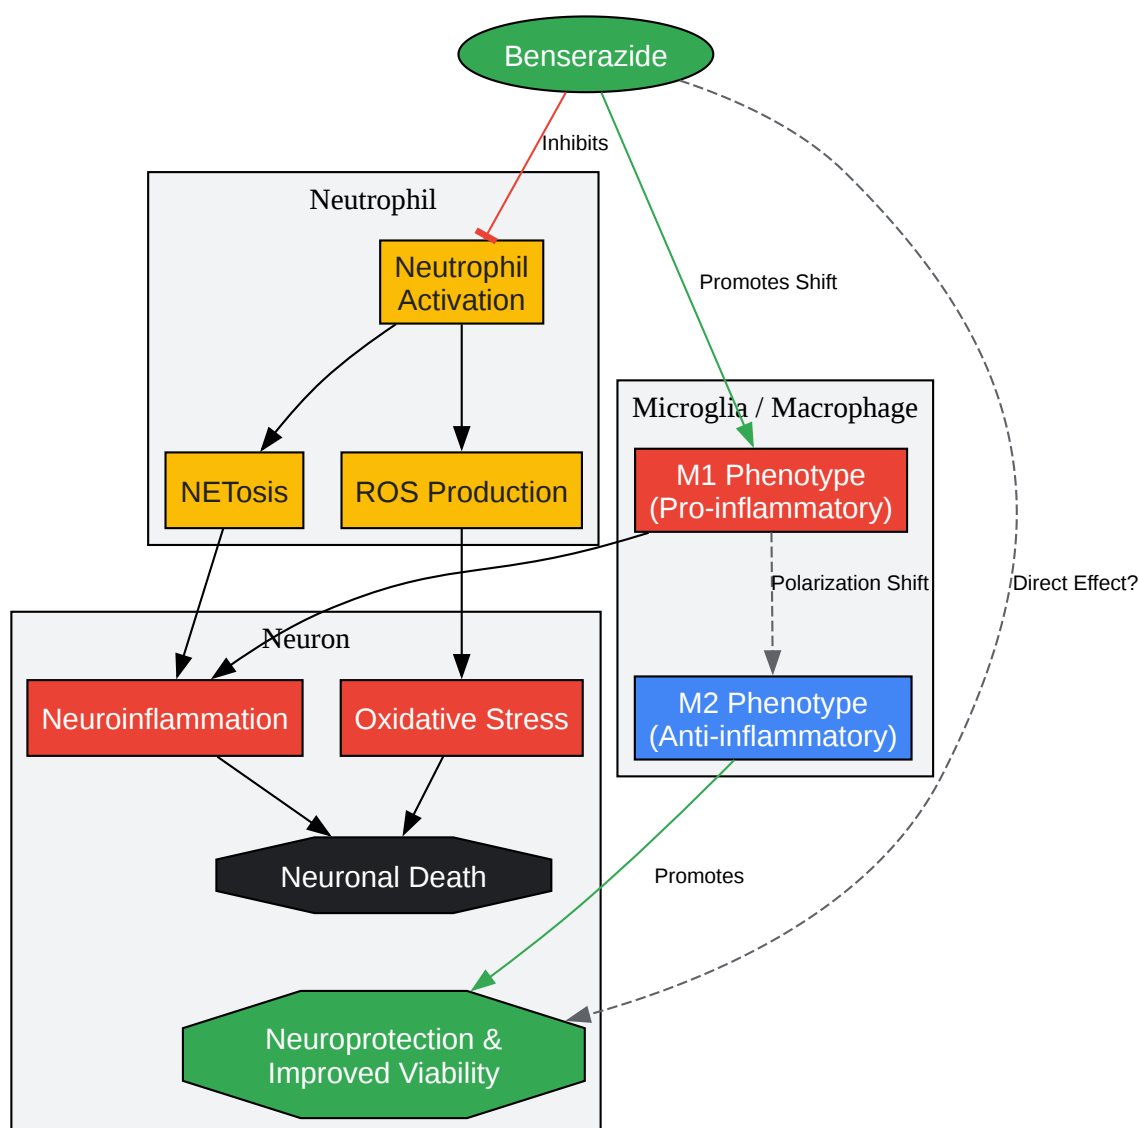 Benserazide
Inhibits
Neutrophil
Neutrophil
Activation
Promotes Shift
Microglia / Macrophage
NETosis
ROS Production
M1 Phenotype
(Pro-inflammatory)
Polarization Shift
Direct Effect?
Neuron
Neuroinflammation
Oxidative Stress
M2 Phenotype
(Anti-inflammatory)
Neuronal Death
Promotes
Neuroprotection &
Improved Viability